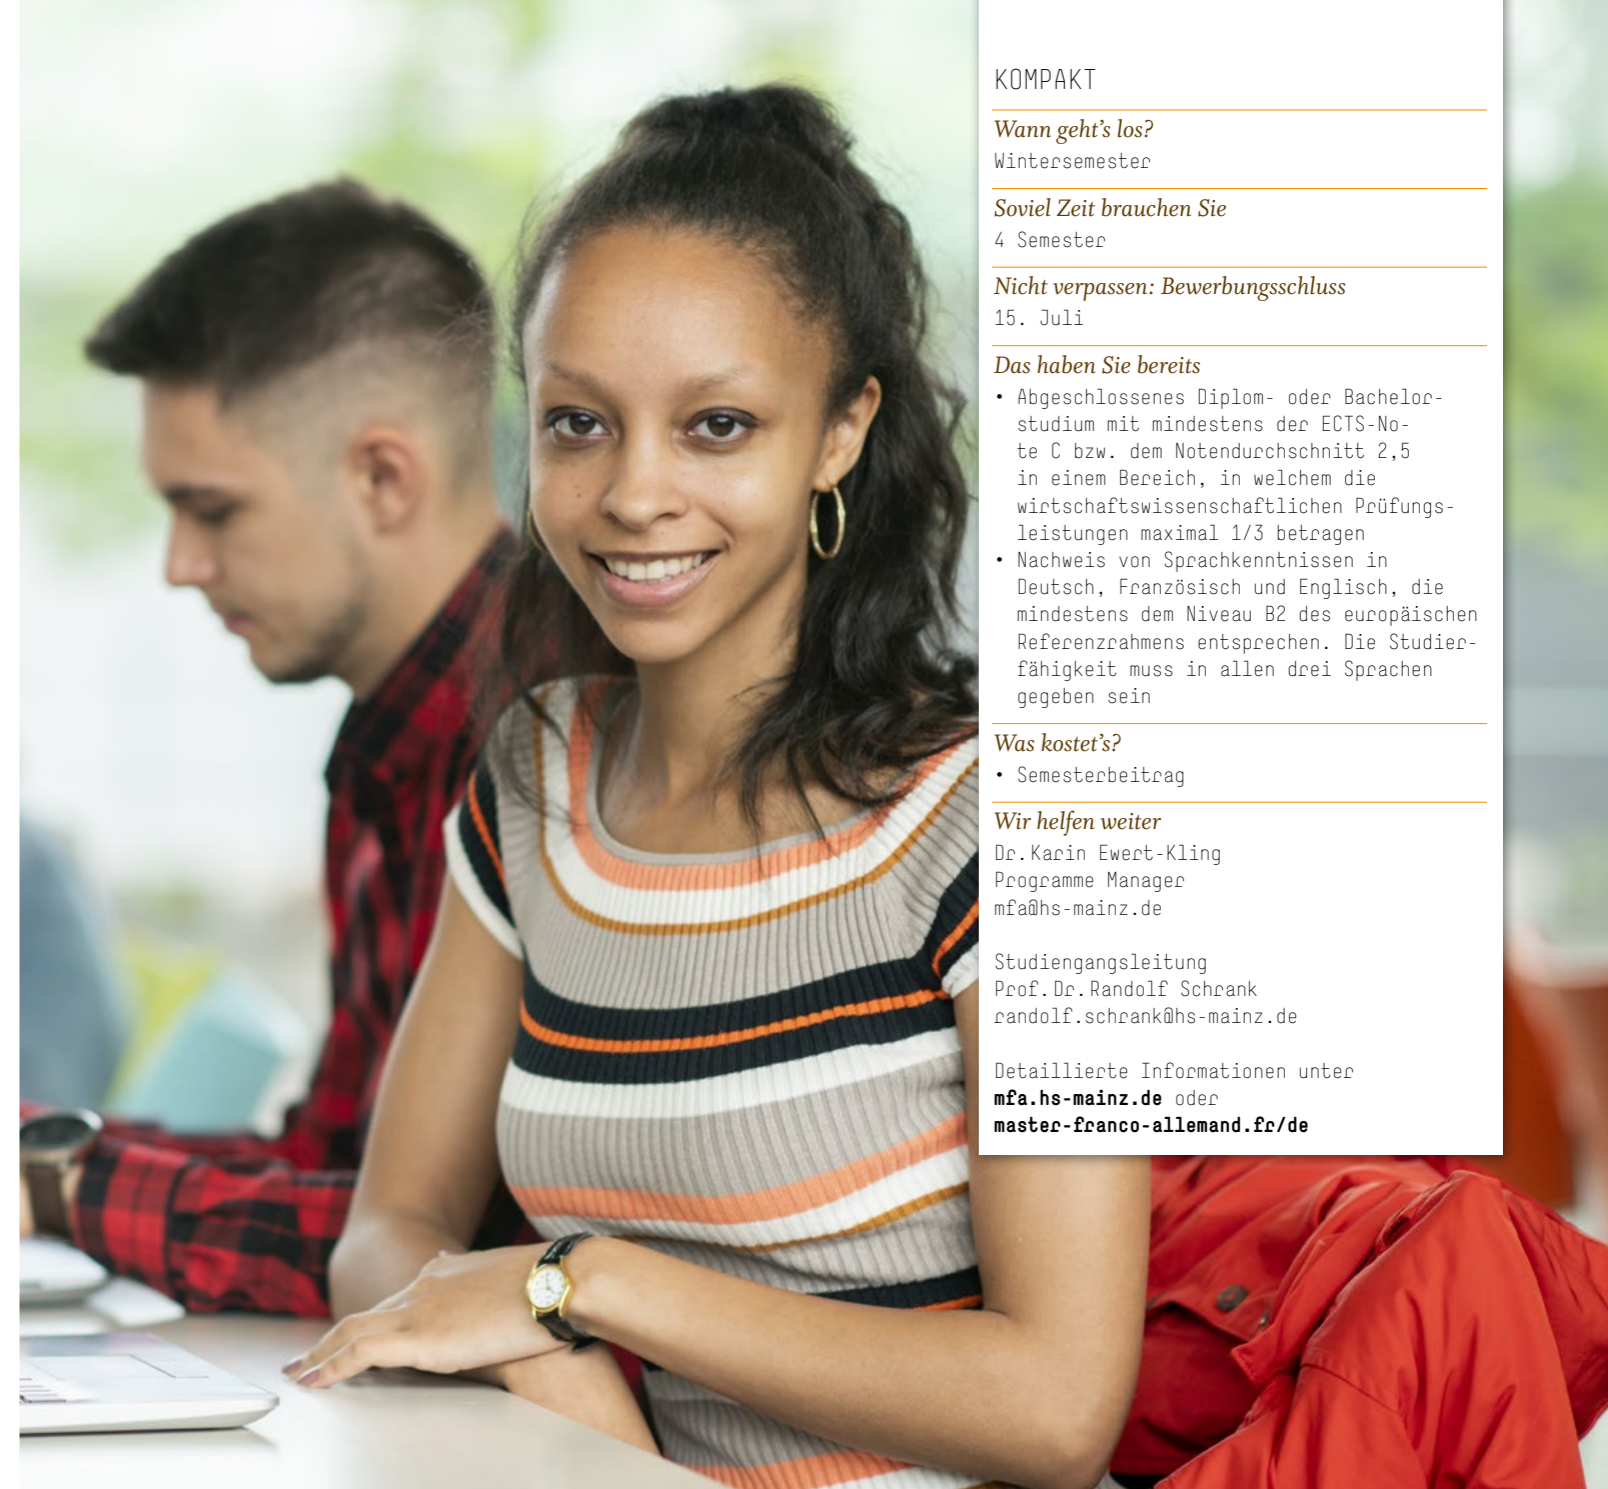 KOMPAKT
Wann geht’s los?
Wintersemester
Soviel Zeit brauchen Sie
4 Semester
Nicht verpassen: Bewerbungsschluss
15. Juli
Das haben Sie bereits
• Abgeschlossenes Diplom- oder Bachelor-
studium mit mindestens der ECTS-No-
te C bzw. dem Notendurchschnitt 2,5
in einem Bereich, in welchem die
wirtschaftswissenschaftlichen Prüfungs-
leistungen maximal 1/3 betragen
• Nachweis von Sprachkenntnissen in
Deutsch, Französisch und Englisch, die
mindestens dem Niveau B2 des europäischen
Referenzrahmens entsprechen. Die Studier-
fähigkeit muss in allen drei Sprachen
gegeben sein
Was kostet’s?
• Semesterbeitrag
Wir helfen weiter
Dr. Karin Ewert-Kling
Programme Manager
mfa@hs-mainz.de
Studiengangsleitung
Prof. Dr. Randolf Schrank
randolf.schrank@hs-mainz.de
Detaillierte Informationen unter
mfa.hs-mainz.de oder
master-franco-allemand.fr/de